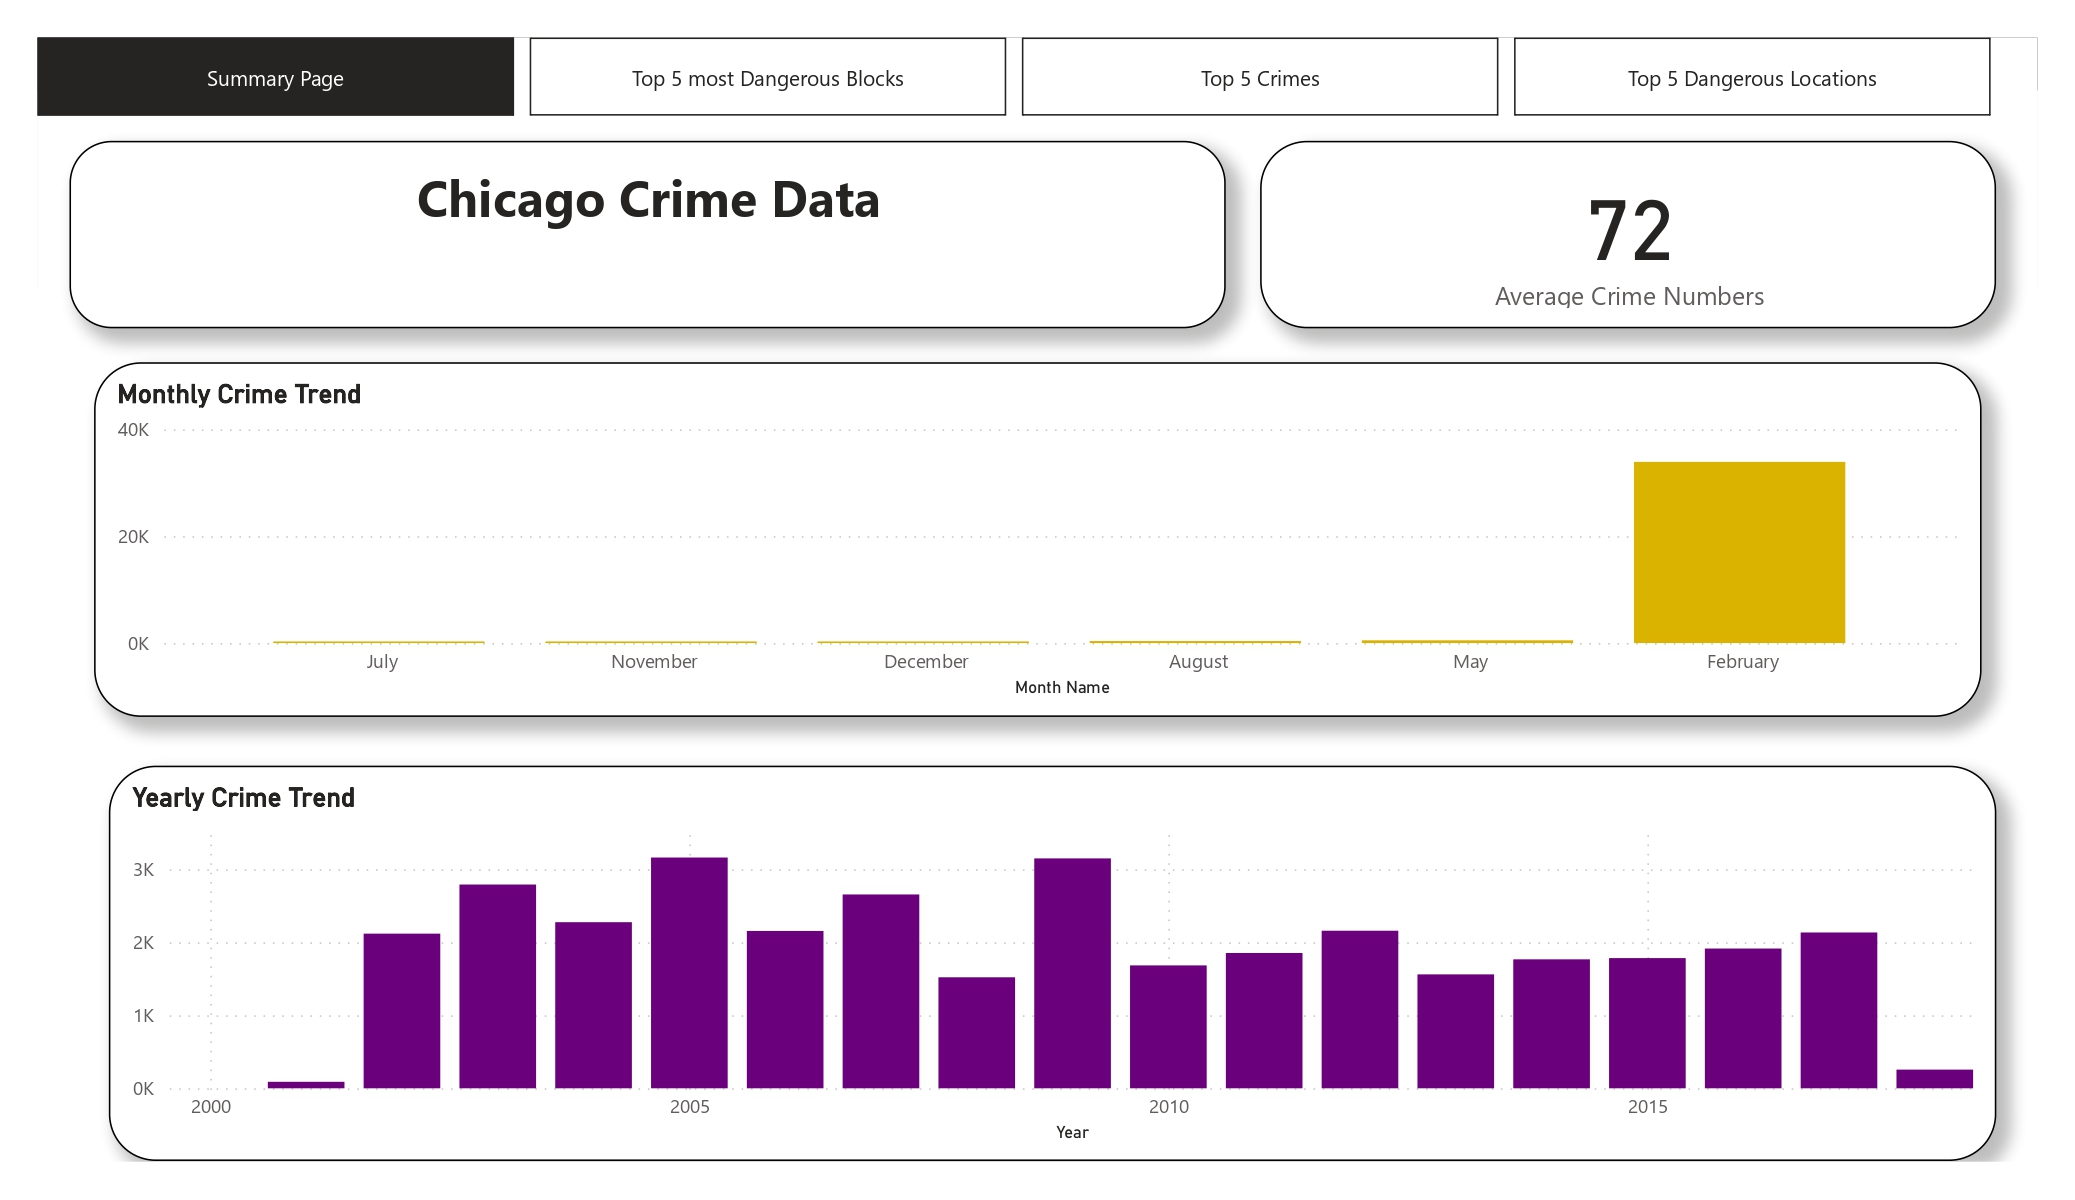 Summary Page
Top 5 most Dangerous Blocks
Top 5 Crimes
Top 5 Dangerous Locations
Chicago Crime Data
72
Average Crime Numbers
Monthly Crime Trend
40K
20K
0K
July November December August May February
Month Name
Yearly Crime Trend
3K
2K
1K
0K
2000 2005 2010 2015
Year